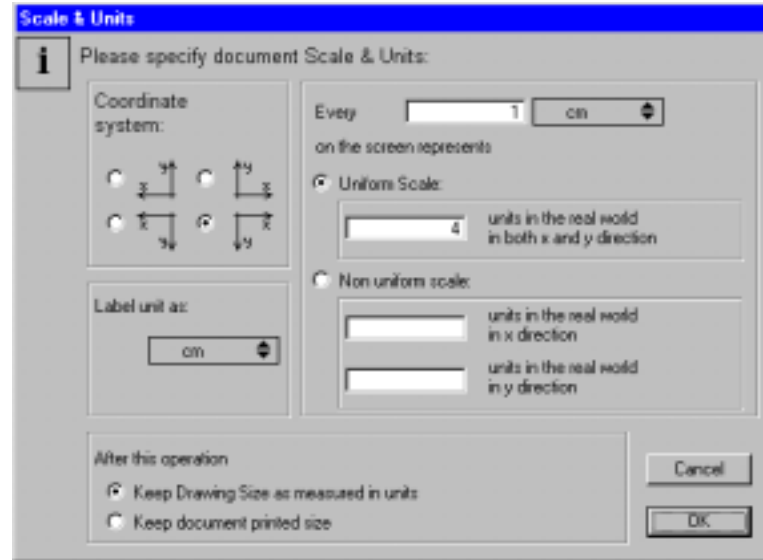 Scale & Units
i
Please specify document Scale & Units:
Coordinate
system:
x y
y x
x y
x y
Label unit as:
cm
Every 1 cm
on the screen represents
Uniform Scale:
4 units in the real world
in both x and y direction
Non uniform scale:
units in the real world
in x direction
units in the real world
in y direction
After this operation
Keep Drawing Size as measured in units
Keep document printed size
Cancel
OK